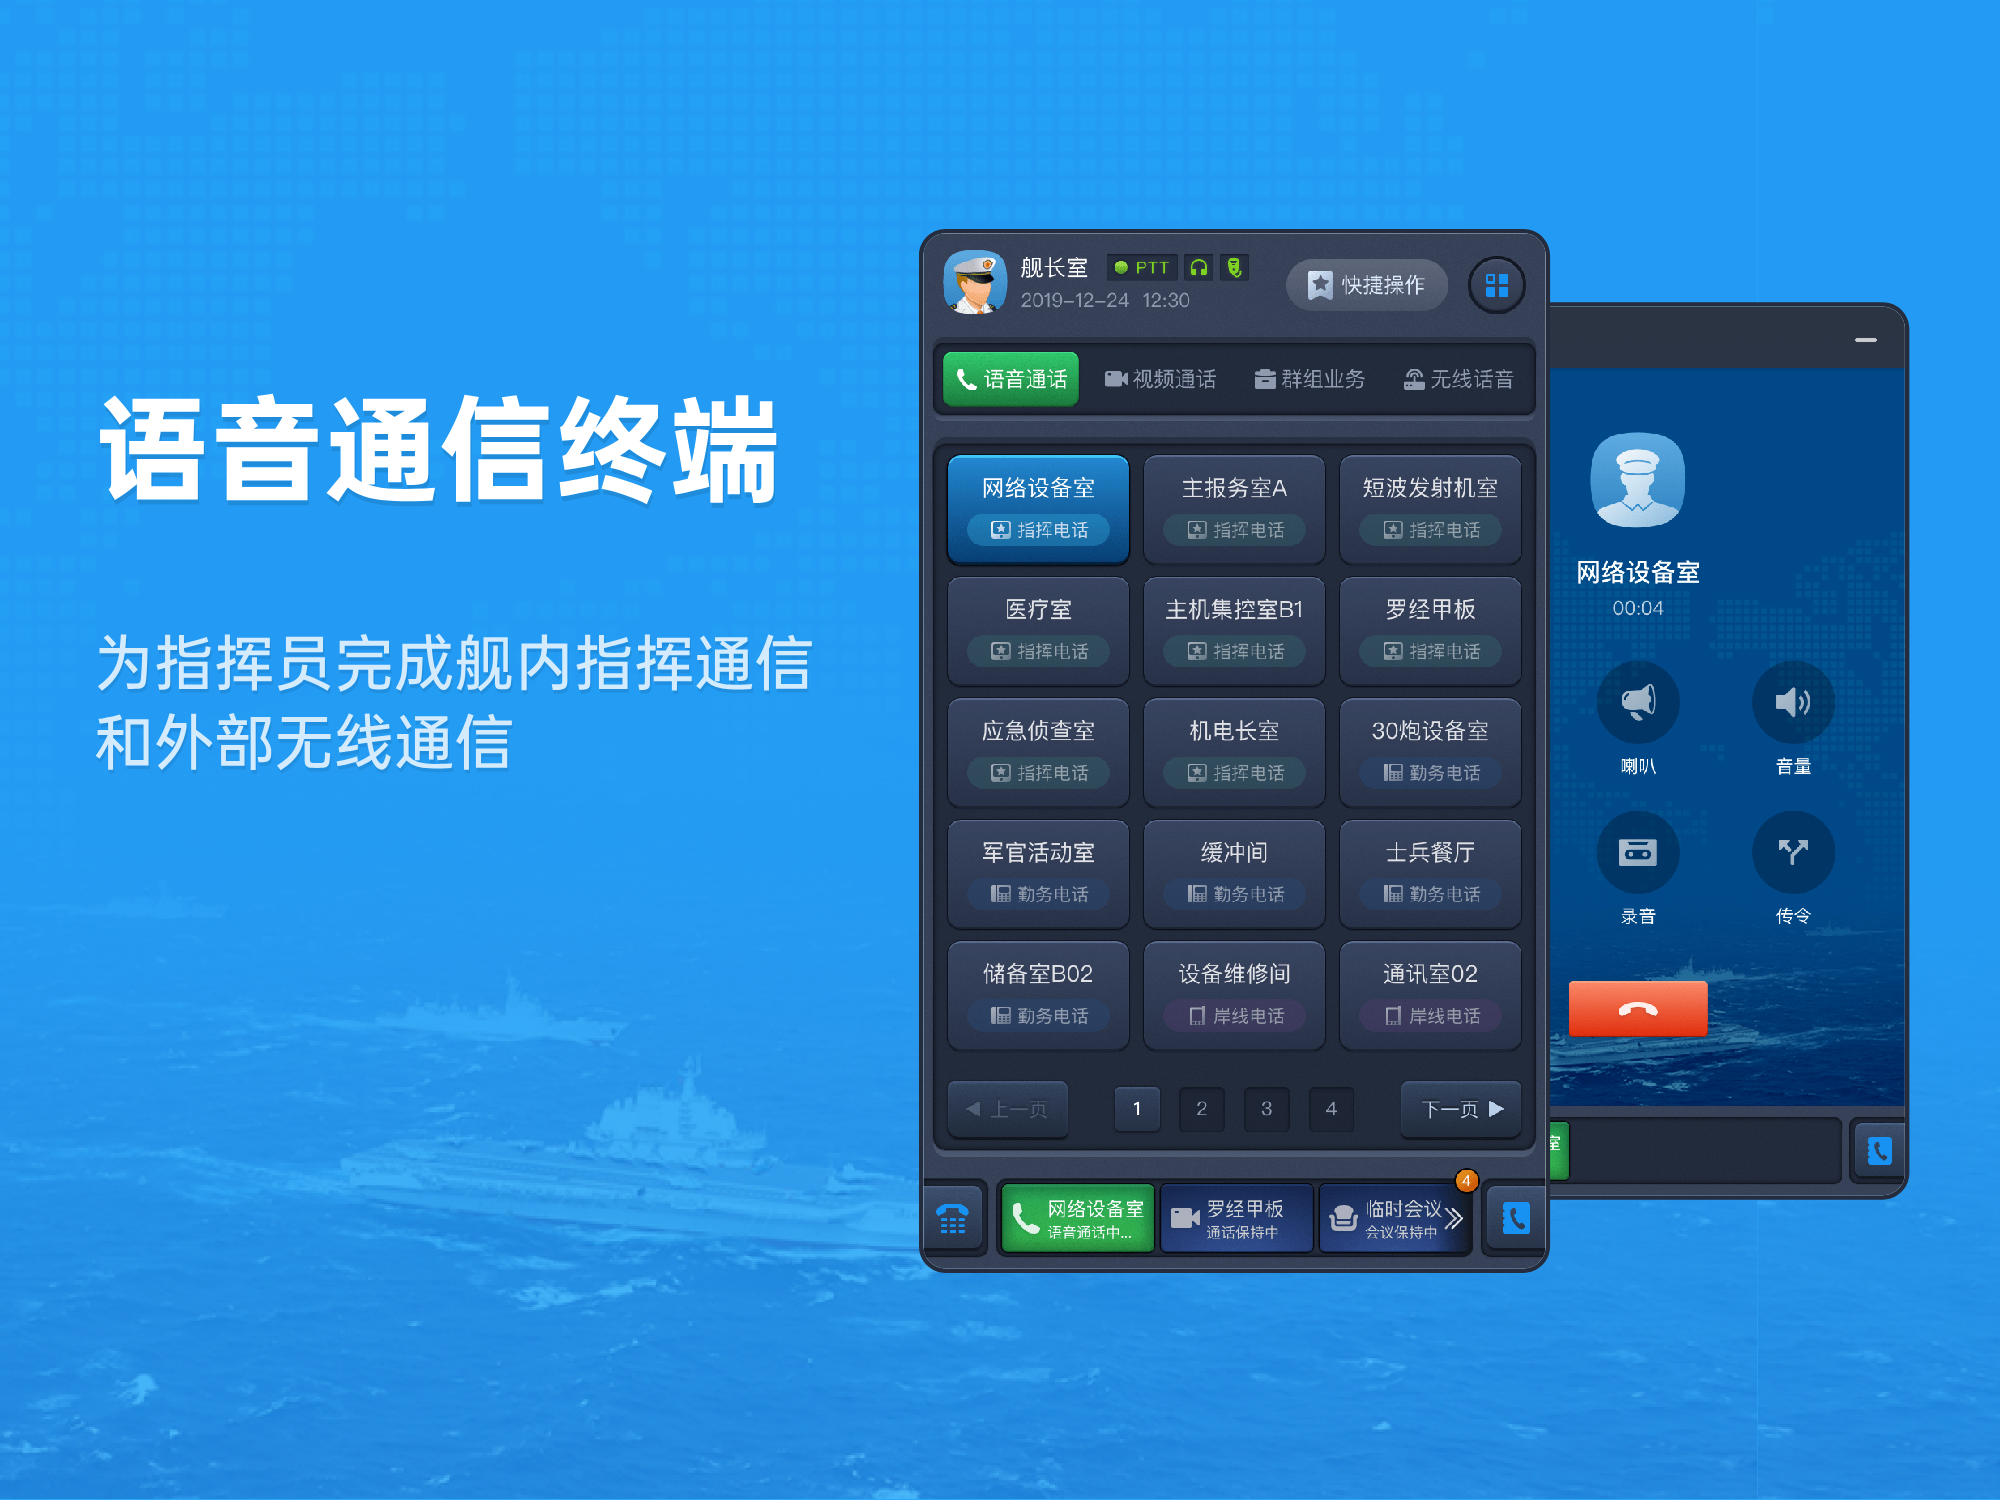 语音通信终端
为指挥员完成舰内指挥通信
和外部无线通信
舰长室 PTT
2019-12-24 12:30
快捷操作
语音通话 视频通话 群组业务 无线话音
网络设备室 主报务室A 短波发射机室
指挥电话 指挥电话 指挥电话
医疗室 主机集控室B1 罗经甲板
指挥电话 指挥电话 指挥电话
应急侦查室 机电长室 30炮设备室
指挥电话 指挥电话 勤务电话
军官活动室 缓冲间 士兵餐厅
勤务电话 勤务电话 勤务电话
储备室B02 设备维修间 通讯室02
勤务电话 岸线电话 岸线电话
上一页 1 2 3 4 下一页
4
网络设备室 罗经甲板 临时会议
语音通话中... 通话保持中 会议保持中
网络设备室
00:04
喇叭 音量
录音 传令
室